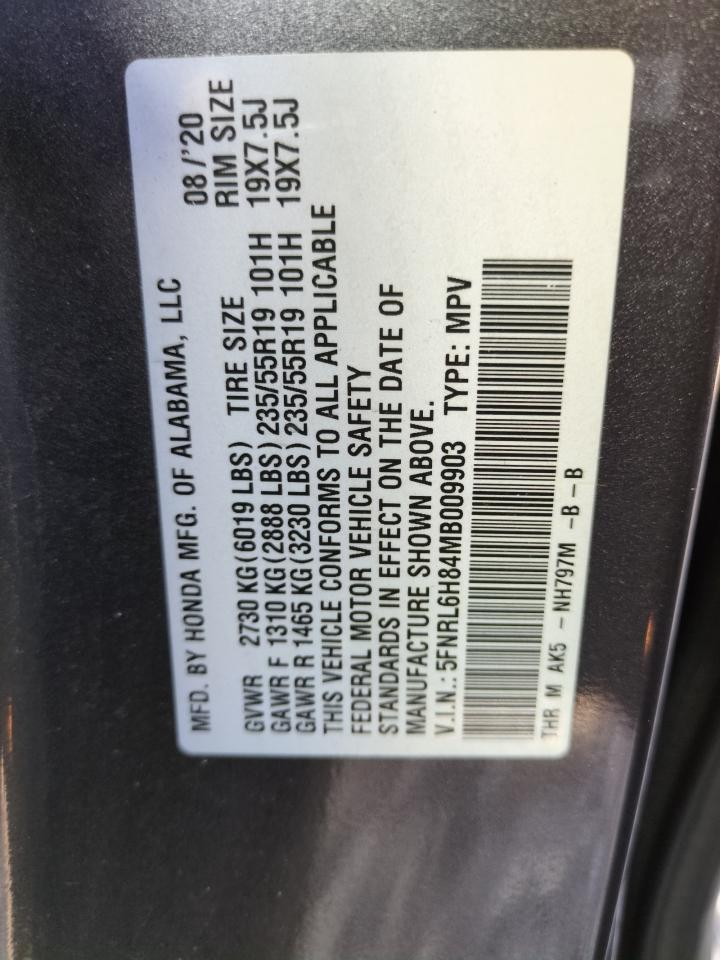 MFD. BY HONDA MFG. OF ALABAMA, LLC 08/'20
GVWR 2730 KG (6019 LBS) TIRE SIZE RIM SIZE
GAWR F 1310 KG (2888 LBS) 235/55R19 101H 19X7.5J
GAWR R 1465 KG (3230 LBS) 235/55R19 101H 19X7.5J
THIS VEHICLE CONFORMS TO ALL APPLICABLE
FEDERAL MOTOR VEHICLE SAFETY
STANDARDS IN EFFECT ON THE DATE OF
MANUFACTURE SHOWN ABOVE.
V.I.N.: 5FNRL6H84MB009903 TYPE: MPV
THR M AK5 - NH797M -B-B